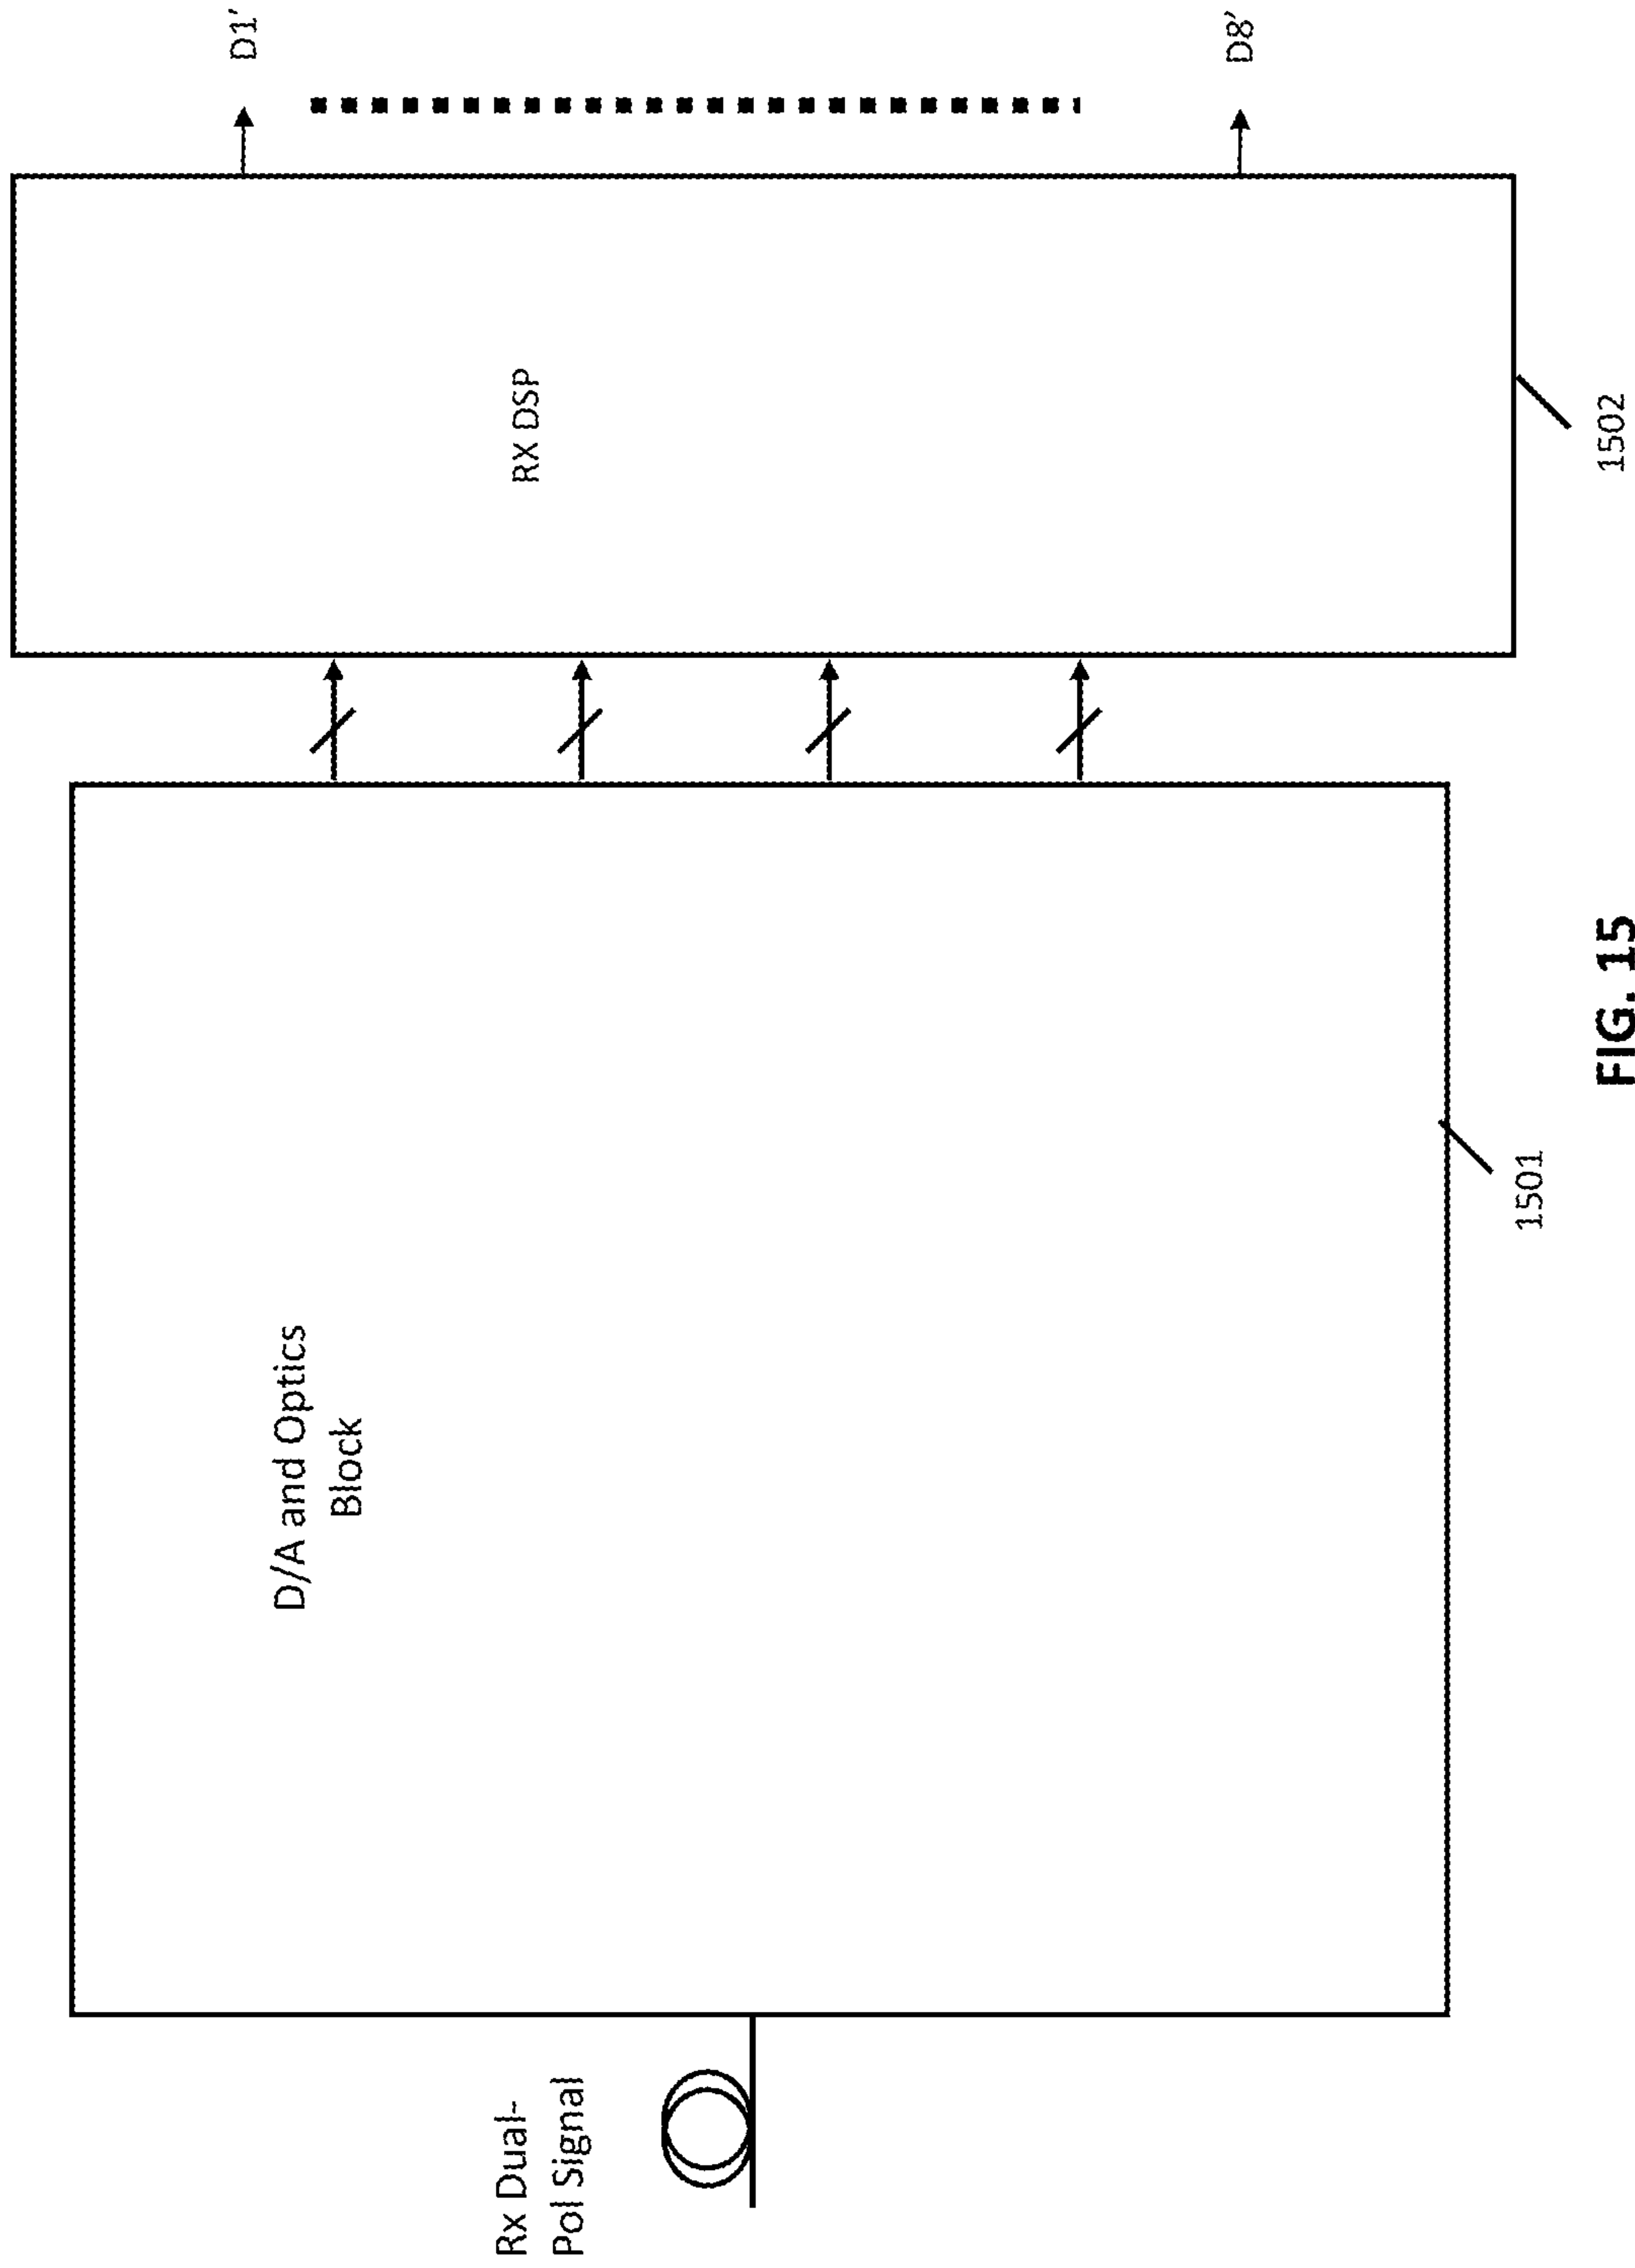 Rx Dual-
Pol Signal
D/A and Optics
Block
1501
RX DSP
1502
D1'
D8'
FIG. 15